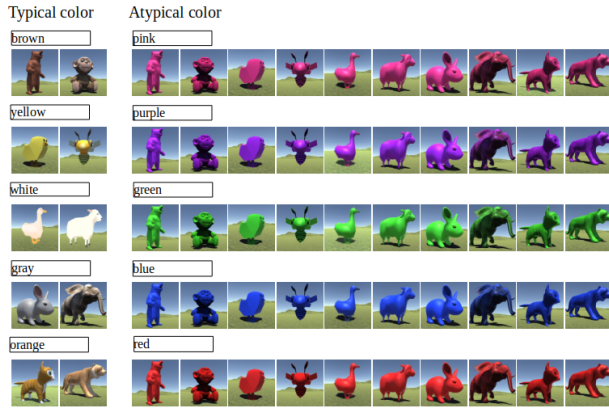 Typical color
Atypical color
brown
pink
yellow
purple
white
green
gray
blue
orange
red